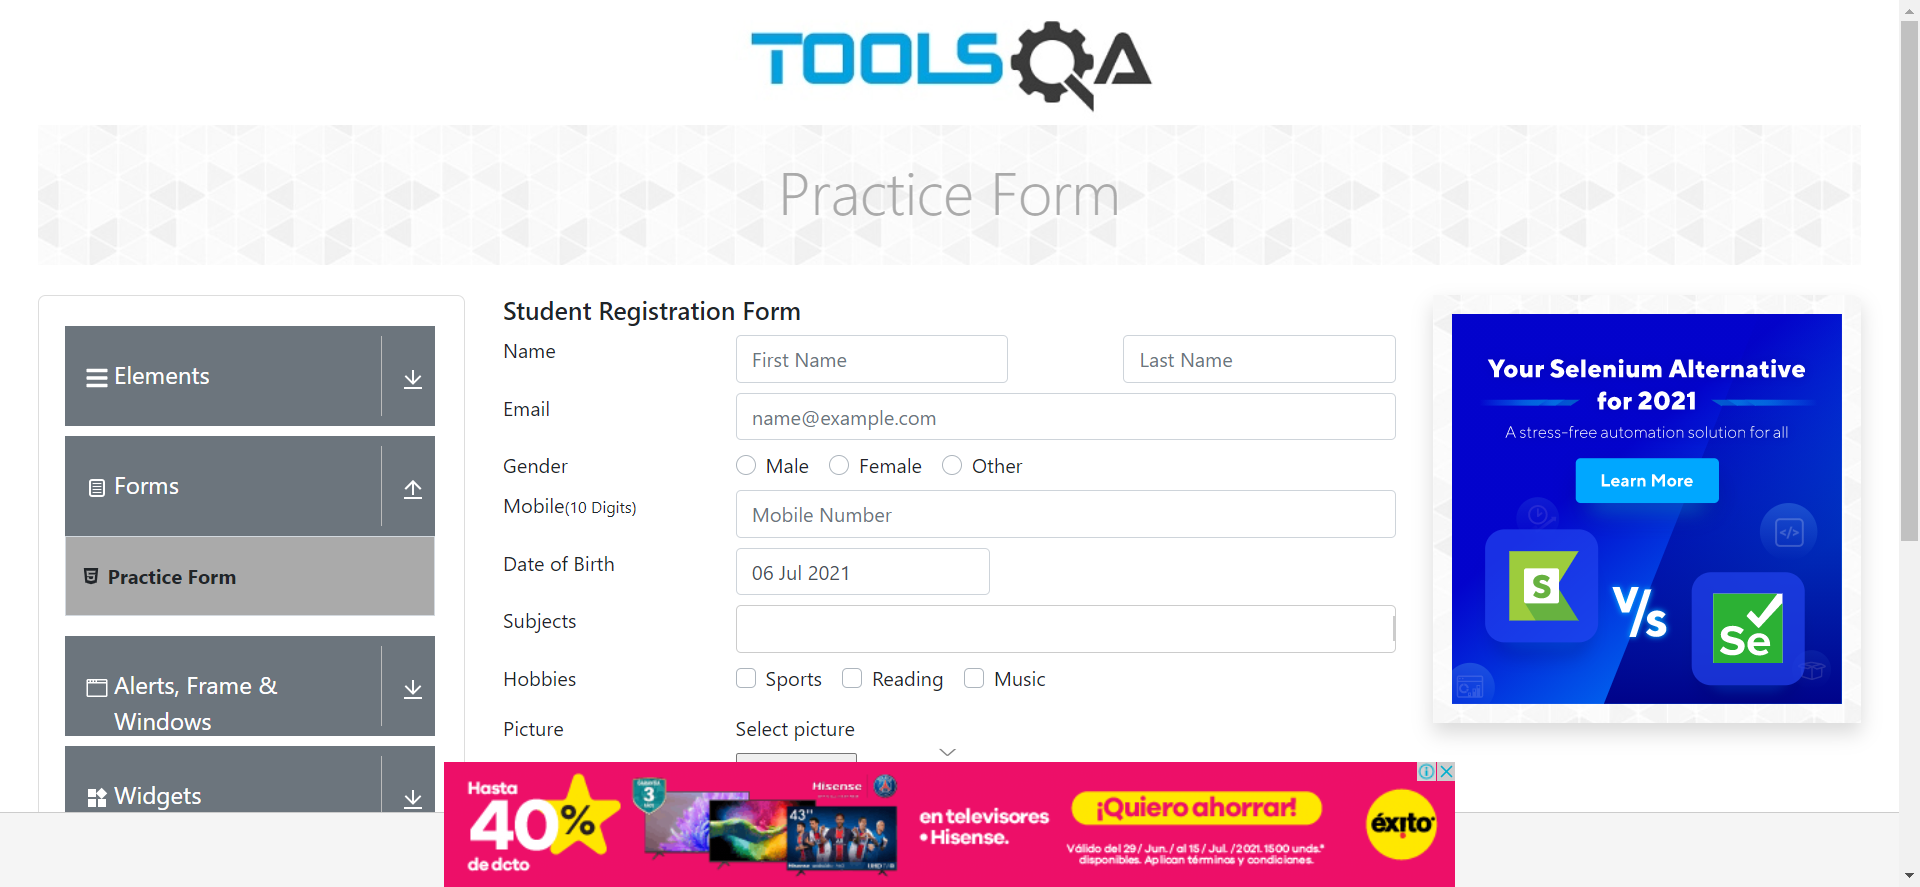 TOOLSQA
Practice Form
Elements
Forms
Practice Form
Alerts, Frame &
Windows
Widgets
Student Registration Form
Name
First Name
Last Name
Email
name@example.com
Gender
Male
Female
Other
Mobile(10 Digits)
Mobile Number
Date of Birth
06 Jul 2021
Subjects
Hobbies
Sports
Reading
Music
Picture
Select picture
Your Selenium Alternative
for 2021
A stress-free automation solution for all
Learn More
S
V/s
Se
Hasta
40%
de dcto
3
Hisense
43"
en televisores
• Hisense.
¡Quiero ahorrar!
Válido del 29 / Jun. / al 15 / Jul. / 2021. 1500 unds.*
disponibles. Aplican términos y condiciones.
éxito